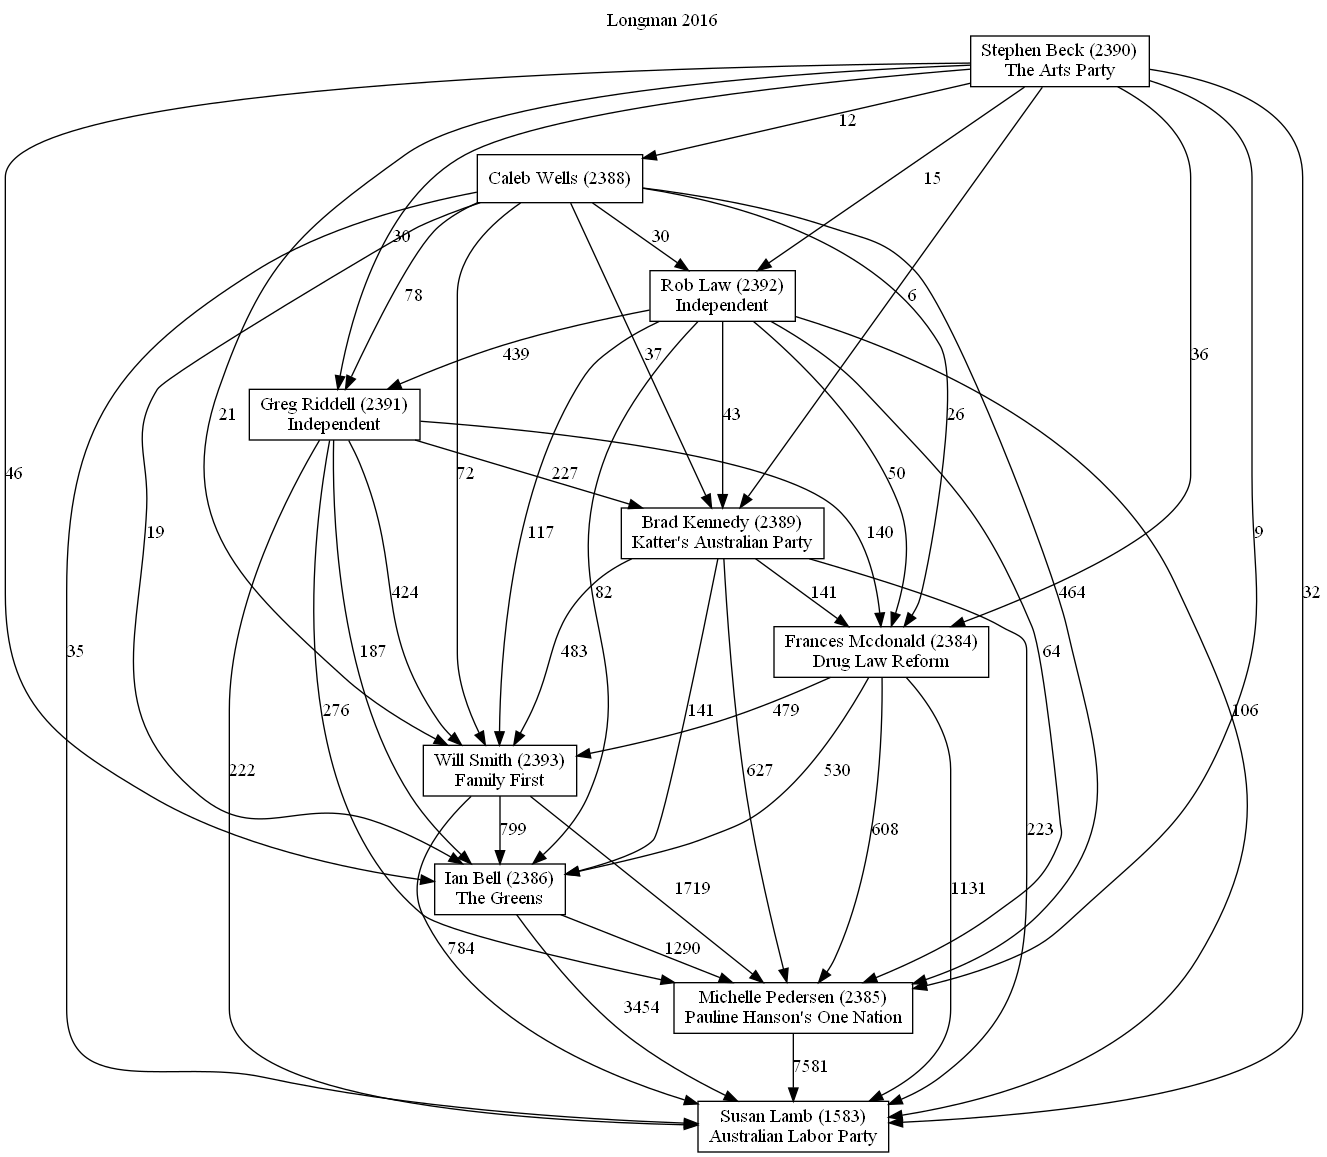 Longman 2016
Stephen Beck (2390)
The Arts Party
12
Caleb Wells (2388)
15
30
30
78
6
Rob Law (2392)
Independent
439
37
36
Greg Riddell (2391)
Independent
21
43
26
46
72
227
50
Brad Kennedy (2389)
Katter's Australian Party
19
117
140
9
424
82
141
464
32
Frances Mcdonald (2384)
Drug Law Reform
35
187
483
64
276
141
479
106
Will Smith (2393)
Family First
222
627
530
799
608
223
Ian Bell (2386)
The Greens
1719
1131
784
1290
Michelle Pedersen (2385)
Pauline Hanson's One Nation
3454
7581
Susan Lamb (1583)
Australian Labor Party